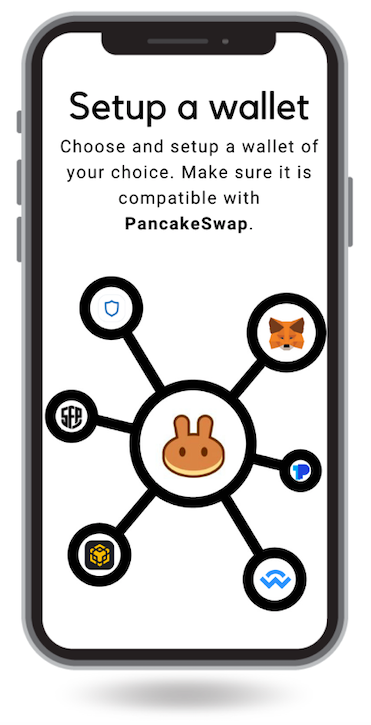 Setup a wallet
Choose and setup a wallet of
your choice. Make sure it is
compatible with
PancakeSwap.
SFP